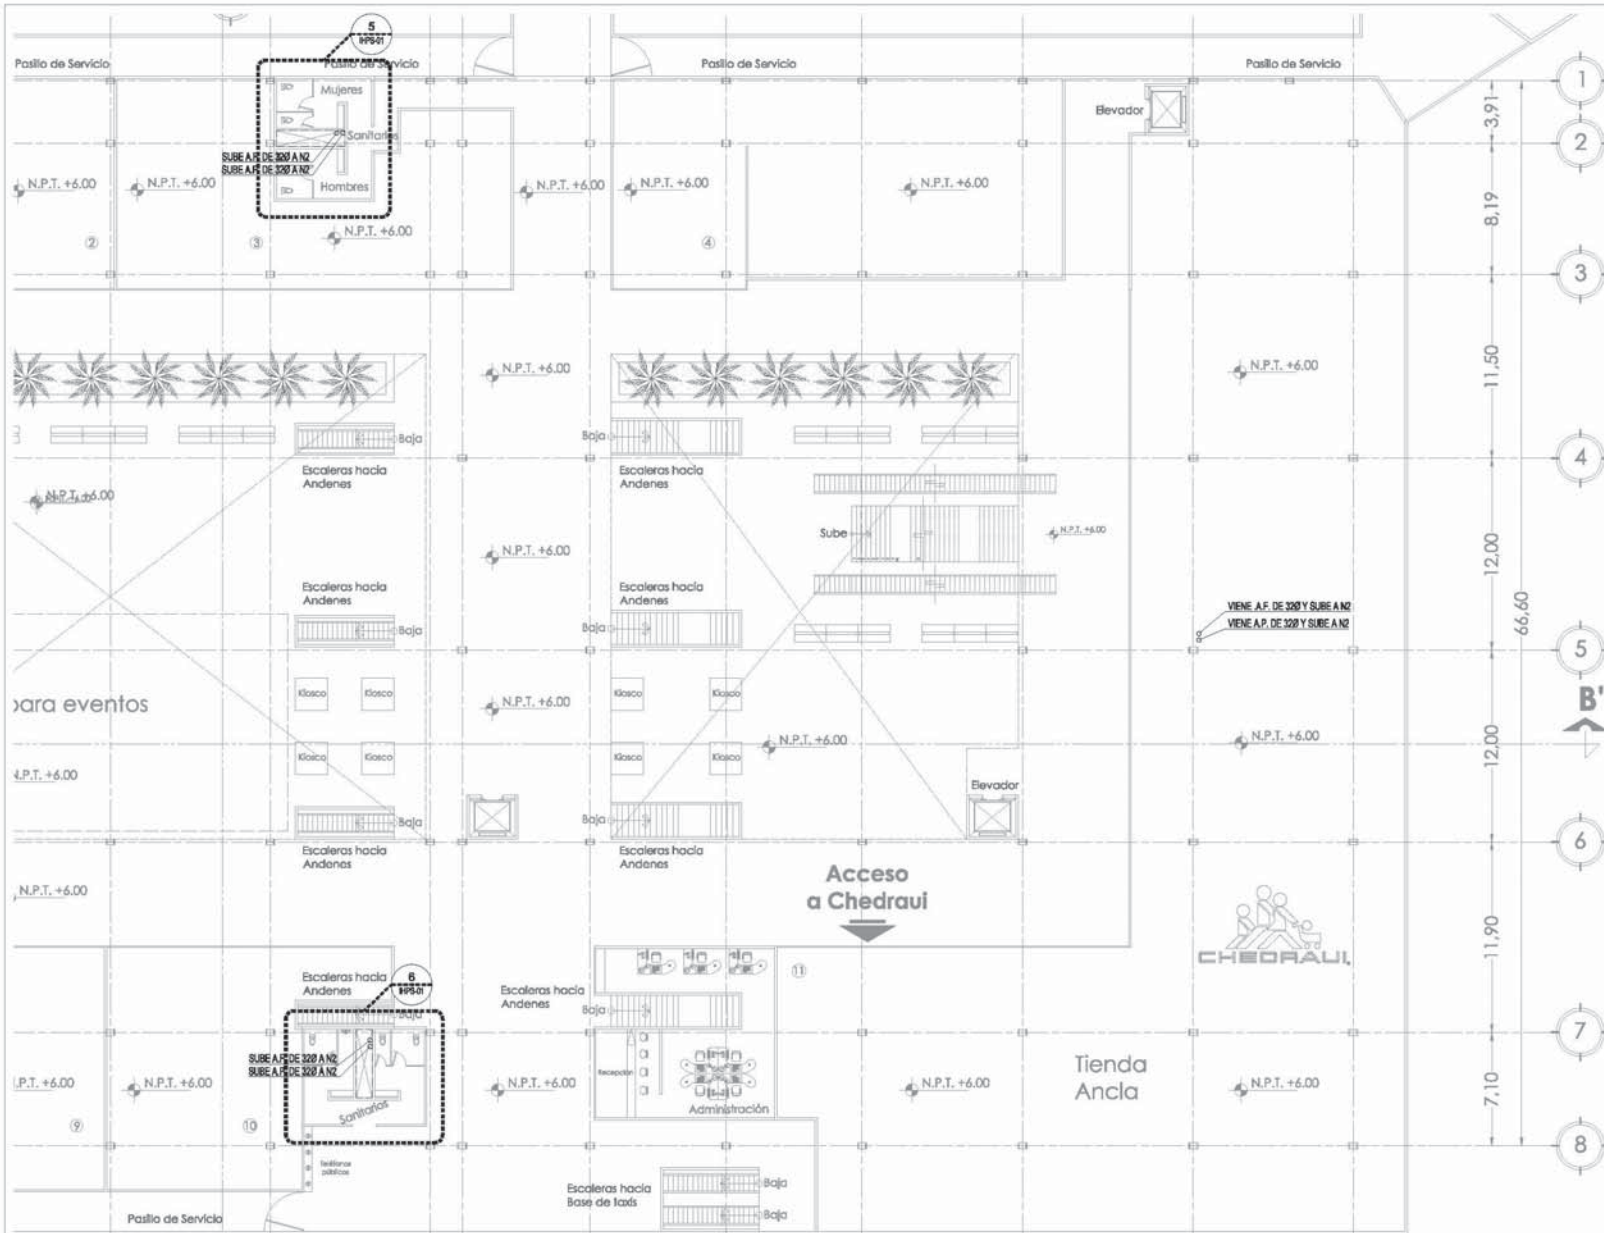 5
IHPS-01
Pasillo de Servicio
Pasillo de Servicio
Pasillo de Servicio
Pasillo de Servicio
Mujeres
Elevador
1
3,91
Sanitarios
2
SUBE A.F. DE 32Ø A N2
SUBE A.P. DE 32Ø A N2
Hombres
N.P.T. +6.00
N.P.T. +6.00
N.P.T. +6.00
N.P.T. +6.00
N.P.T. +6.00
8,19
N.P.T. +6.00
2
3
4
3
N.P.T. +6.00
N.P.T. +6.00
11,50
Baja
Baja
4
Escaleras hacia
Andenes
Escaleras hacia
Andenes
N.P.T. +6.00
Sube
N.P.T. +6.00
N.P.T. +6.00
12,00
Escaleras hacia
Andenes
Escaleras hacia
Andenes
66,60
VIENE A.F. DE 32Ø Y SUBE A N2
VIENE A.P. DE 32Ø Y SUBE A N2
Baja
Baja
5
para eventos
Kiosco
Kiosco
N.P.T. +6.00
Kiosco
Kiosco
B'
N.P.T. +6.00
N.P.T. +6.00
12,00
Kiosco
Kiosco
Kiosco
Kiosco
N.P.T. +6.00
Elevador
Baja
Baja
6
Escaleras hacia
Andenes
Escaleras hacia
Andenes
N.P.T. +6.00
Acceso
a Chedraui
11,90
CHEDRAUI
6
IHPS-01
Escaleras hacia
Andenes
Escaleras hacia
Andenes
11
Baja
Baja
7
SUBE A.F. DE 32Ø A N2
SUBE A.P. DE 32Ø A N2
Recepción
Tienda
Ancla
N.P.T. +6.00
N.P.T. +6.00
N.P.T. +6.00
N.P.T. +6.00
N.P.T. +6.00
7,10
Sanitarios
Administración
9
10
8
Teléfonos
públicos
Escaleras hacia
Base de taxis
Baja
Baja
Pasillo de Servicio